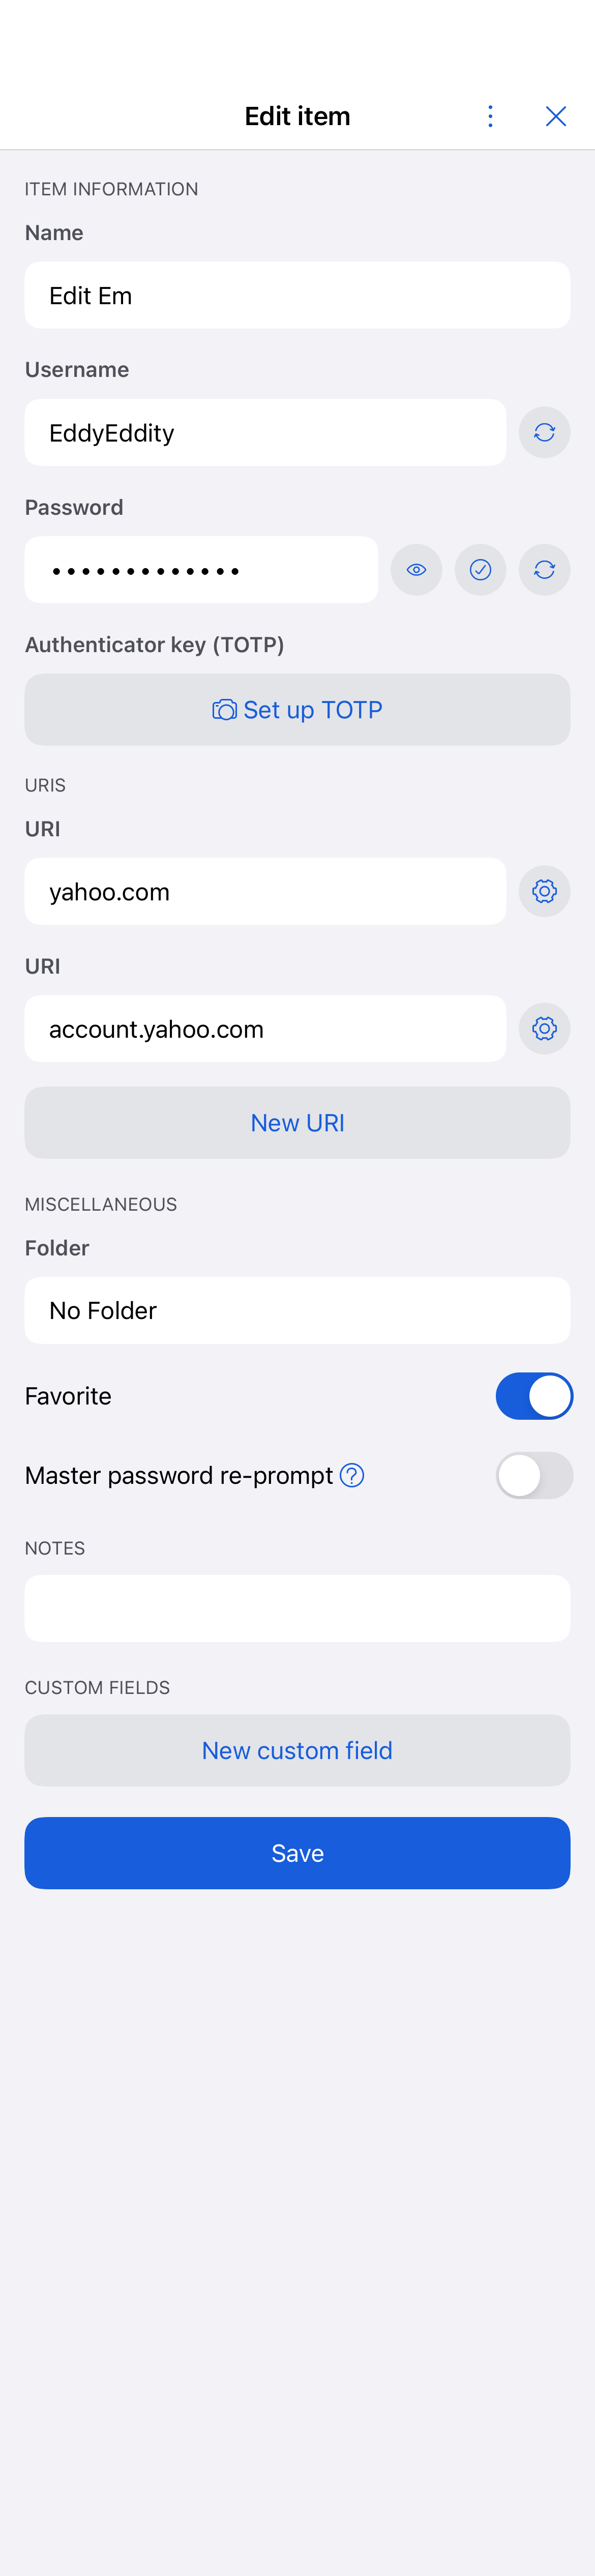 Edit item
ITEM INFORMATION
Name
Edit Em
Username
EddyEddity
Password
•••••••••••••
Authenticator key (TOTP)
Set up TOTP
URIS
URI
yahoo.com
URI
account.yahoo.com
New URI
MISCELLANEOUS
Folder
No Folder
Favorite
Master password re-prompt
NOTES
CUSTOM FIELDS
New custom field
Save